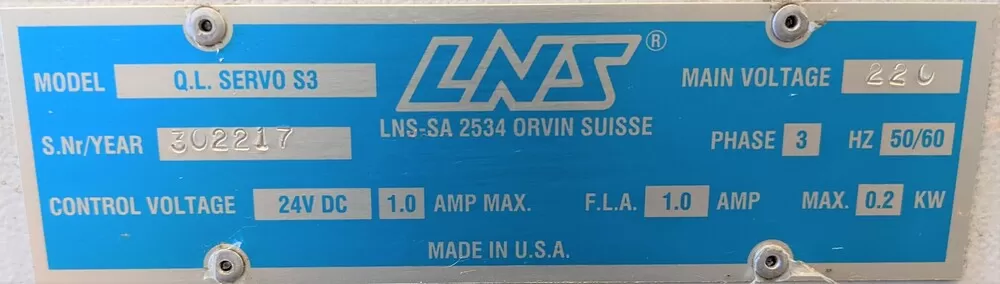 LNS®
MODEL Q.L. SERVO S3
MAIN VOLTAGE 220
LNS-SA 2534 ORVIN SUISSE
S.Nr/YEAR 302217
PHASE 3 HZ 50/60
CONTROL VOLTAGE 24V DC 1.0 AMP MAX. F.L.A. 1.0 AMP MAX. 0.2 KW
MADE IN U.S.A.